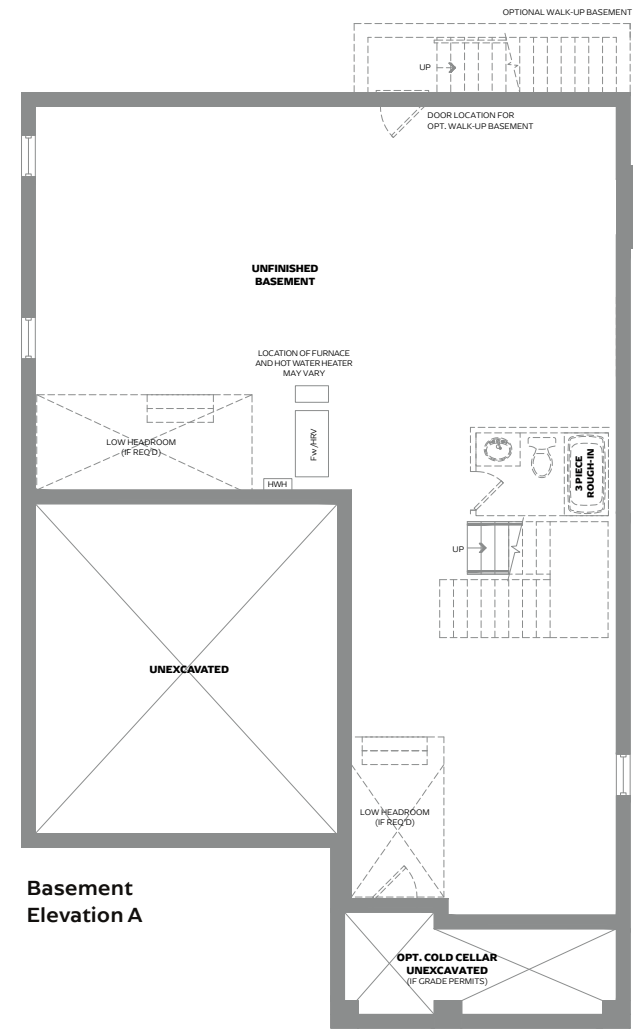 OPTIONAL WALK-UP BASEMENT
UP
DOOR LOCATION FOR
OPT. WALK-UP BASEMENT
UNFINISHED
BASEMENT
LOCATION OF FURNACE
AND HOT WATER HEATER
MAY VARY
Fw/HRV
LOW HEADROOM
(IF REQ'D)
HWH
3 PIECE
ROUGH-IN
UP
UNEXCAVATED
LOW HEADROOM
(IF REQ'D)
Basement
Elevation A
OPT. COLD CELLAR
UNEXCAVATED
(IF GRADE PERMITS)